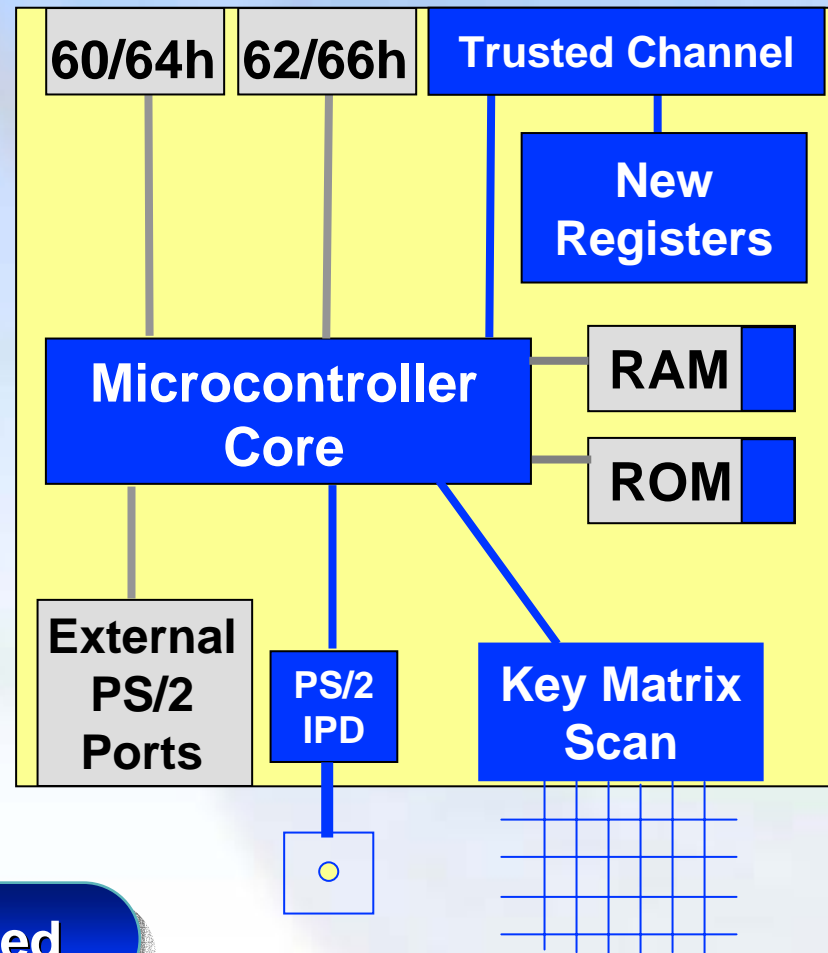 60/64h
62/66h
Trusted Channel
New
Registers
Microcontroller
Core
RAM
ROM
External
PS/2
Ports
PS/2
IPD
Key Matrix
Scan